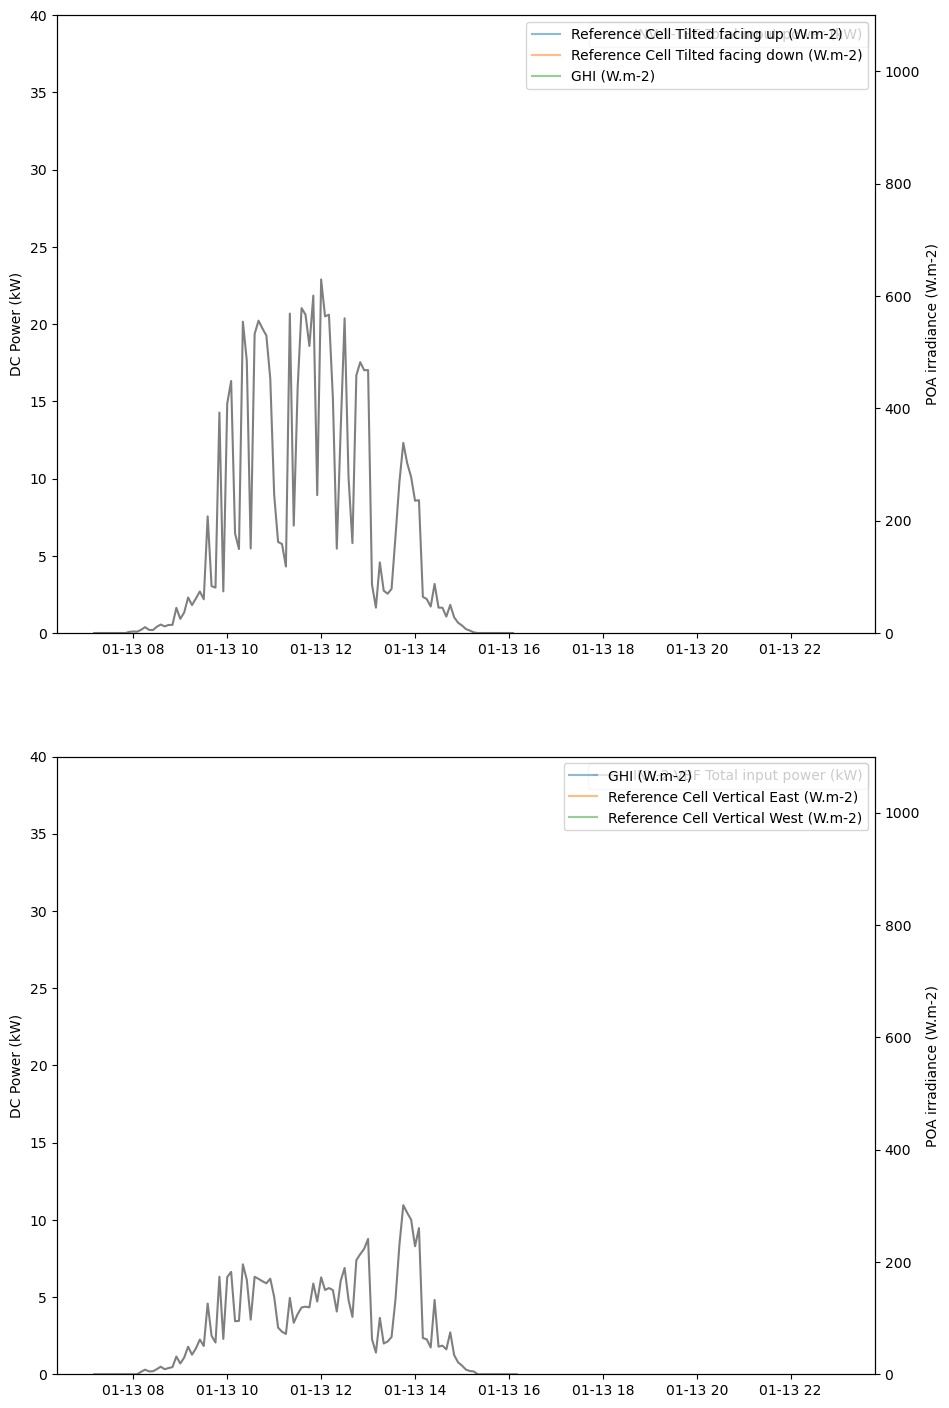 40
35
30
25
20
15
10
5
0
DC Power (kW)
Reference Cell Tilted facing up (W.m-2)
Reference Cell Tilted facing down (W.m-2)
GHI (W.m-2)
1000
800
600
400
200
0
POA irradiance (W.m-2)
01-13 08 01-13 10 01-13 12 01-13 14 01-13 16 01-13 18 01-13 20 01-13 22
40
35
30
25
20
15
10
5
0
DC Power (kW)
Total input power (kW)
GHI (W.m-2)
Reference Cell Vertical East (W.m-2)
Reference Cell Vertical West (W.m-2)
1000
800
600
400
200
0
POA irradiance (W.m-2)
01-13 08 01-13 10 01-13 12 01-13 14 01-13 16 01-13 18 01-13 20 01-13 22